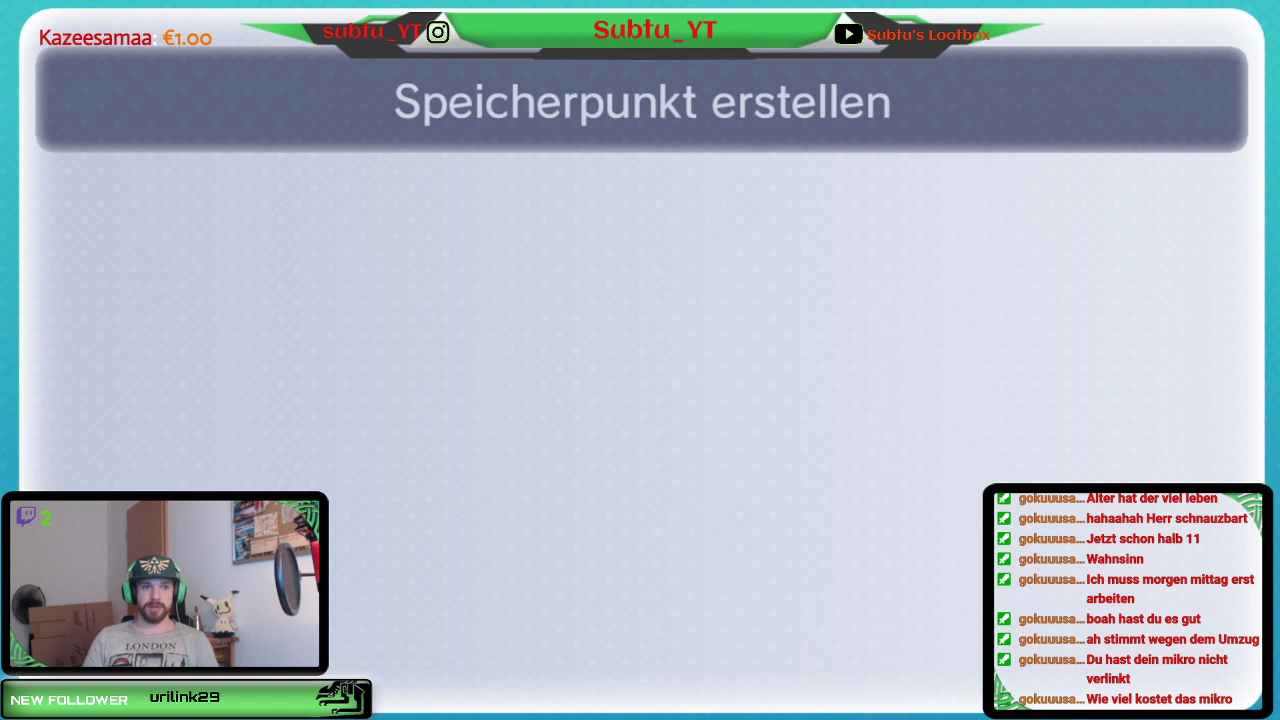 Kazeesamaa: €1.00
subtu_YT
Subtu_YT
Subtu's Lootbox
Speicherpunkt erstellen
2
LONDON
NEW FOLLOWER urilink29
gokuuusa... Alter hat der viel leben
gokuuusa... hahaahah Herr schnauzbart
gokuuusa... Jetzt schon halb 11
gokuuusa... Wahnsinn
gokuuusa... Ich muss morgen mittag erst
arbeiten
gokuuusa... boah hast du es gut
gokuuusa... ah stimmt wegen dem Umzug
gokuuusa... Du hast dein mikro nicht
verlinkt
gokuuusa... Wie viel kostet das mikro